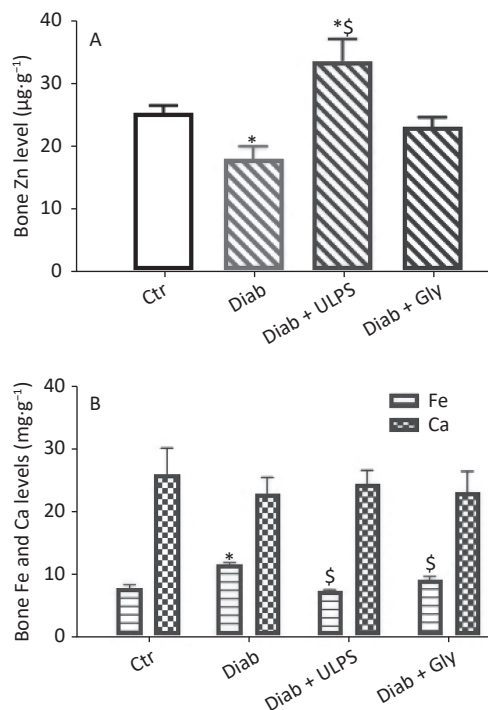 A
Bone Zn level (µg·g⁻¹)
40
30
20
10
0
*
*$
Ctr
Diab
Diab + ULPS
Diab + Gly
B
Bone Fe and Ca levels (mg·g⁻¹)
40
30
20
10
0
Fe
Ca
*
$
$
Ctr
Diab
Diab + ULPS
Diab + Gly